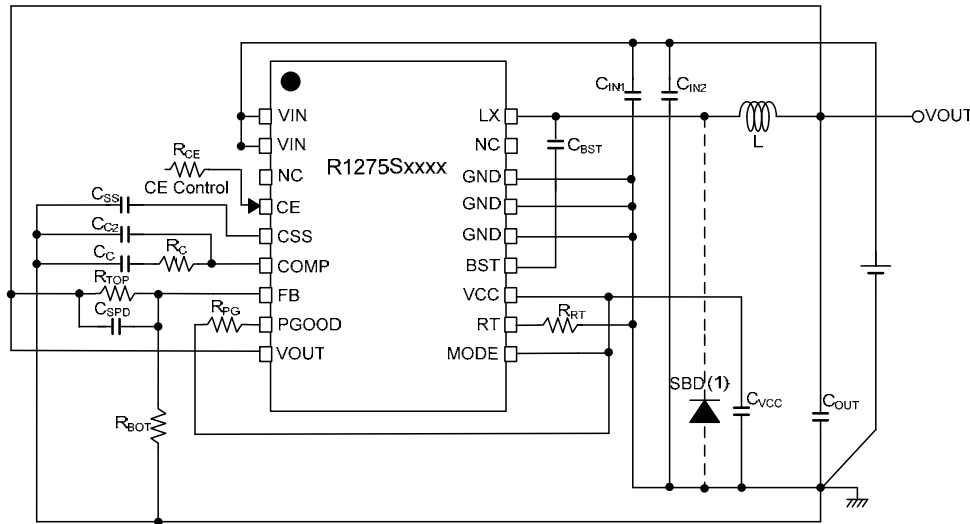 VIN
VIN
NC
CE
CSS
COMP
FB
PGOOD
VOUT
R1275Sxxxx
LX
NC
GND
GND
GND
BST
VCC
RT
MODE
RCE
CE Control
CSS
CC2
CC
RC
RTOP
CSPD
RPG
RBOT
CIN1
CIN2
CBST
L
VOUT
RRT
SBD(1)
CVCC
COUT